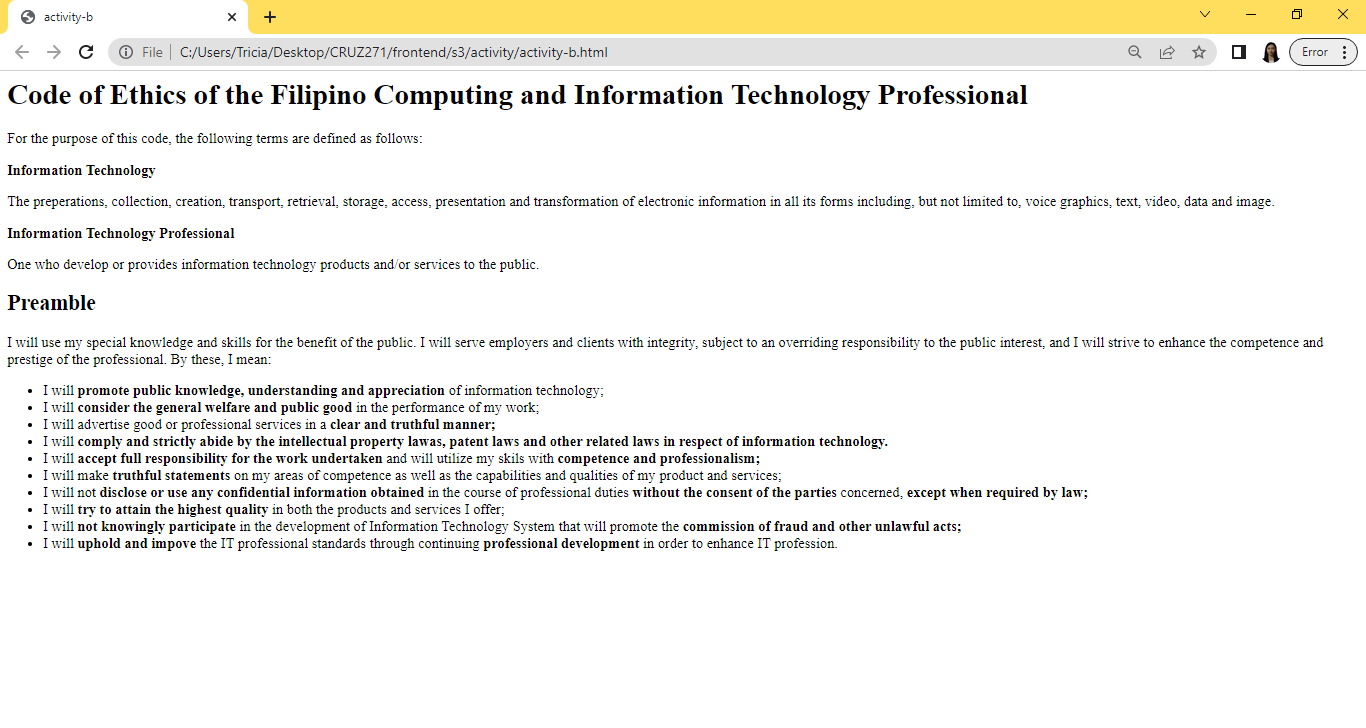 activity-b
File
C:/Users/Tricia/Desktop/CRUZ271/frontend/s3/activity/activity-b.html
Error
Code of Ethics of the Filipino Computing and Information Technology Professional
For the purpose of this code, the following terms are defined as follows:
Information Technology
The preperations, collection, creation, transport, retrieval, storage, access, presentation and transformation of electronic information in all its forms including, but not limited to, voice graphics, text, video, data and image.
Information Technology Professional
One who develop or provides information technology products and/or services to the public.
Preamble
I will use my special knowledge and skills for the benefit of the public. I will serve employers and clients with integrity, subject to an overriding responsibility to the public interest, and I will strive to enhance the competence and
prestige of the professional. By these, I mean:
• I will promote public knowledge, understanding and appreciation of information technology;
• I will consider the general welfare and public good in the performance of my work;
• I will advertise good or professional services in a clear and truthful manner;
• I will comply and strictly abide by the intellectual property lawas, patent laws and other related laws in respect of information technology.
• I will accept full responsibility for the work undertaken and will utilize my skils with competence and professionalism;
• I will make truthful statements on my areas of competence as well as the capabilities and qualities of my product and services;
• I will not disclose or use any confidential information obtained in the course of professional duties without the consent of the parties concerned, except when required by law;
• I will try to attain the highest quality in both the products and services I offer;
• I will not knowingly participate in the development of Information Technology System that will promote the commission of fraud and other unlawful acts;
• I will uphold and impove the IT professional standards through continuing professional development in order to enhance IT profession.